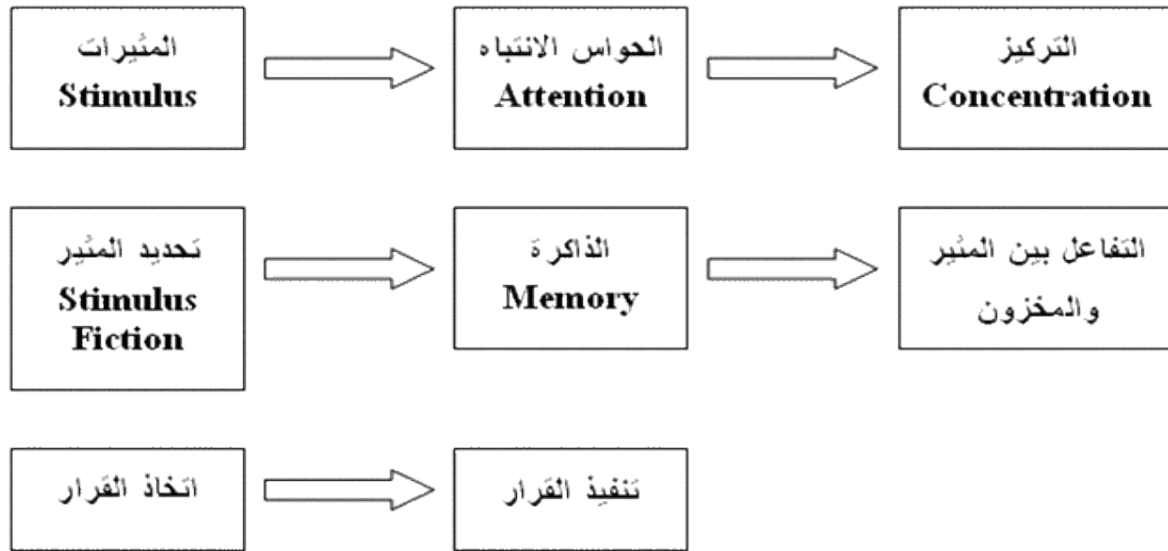 المثيرات
Stimulus
الحواس الانتباه
Attention
التركيز
Concentration
تحديد المثير
Stimulus
Fiction
الذاكرة
Memory
التفاعل بين المثير
والمخزون
اتخاذ القرار
تنفيذ القرار